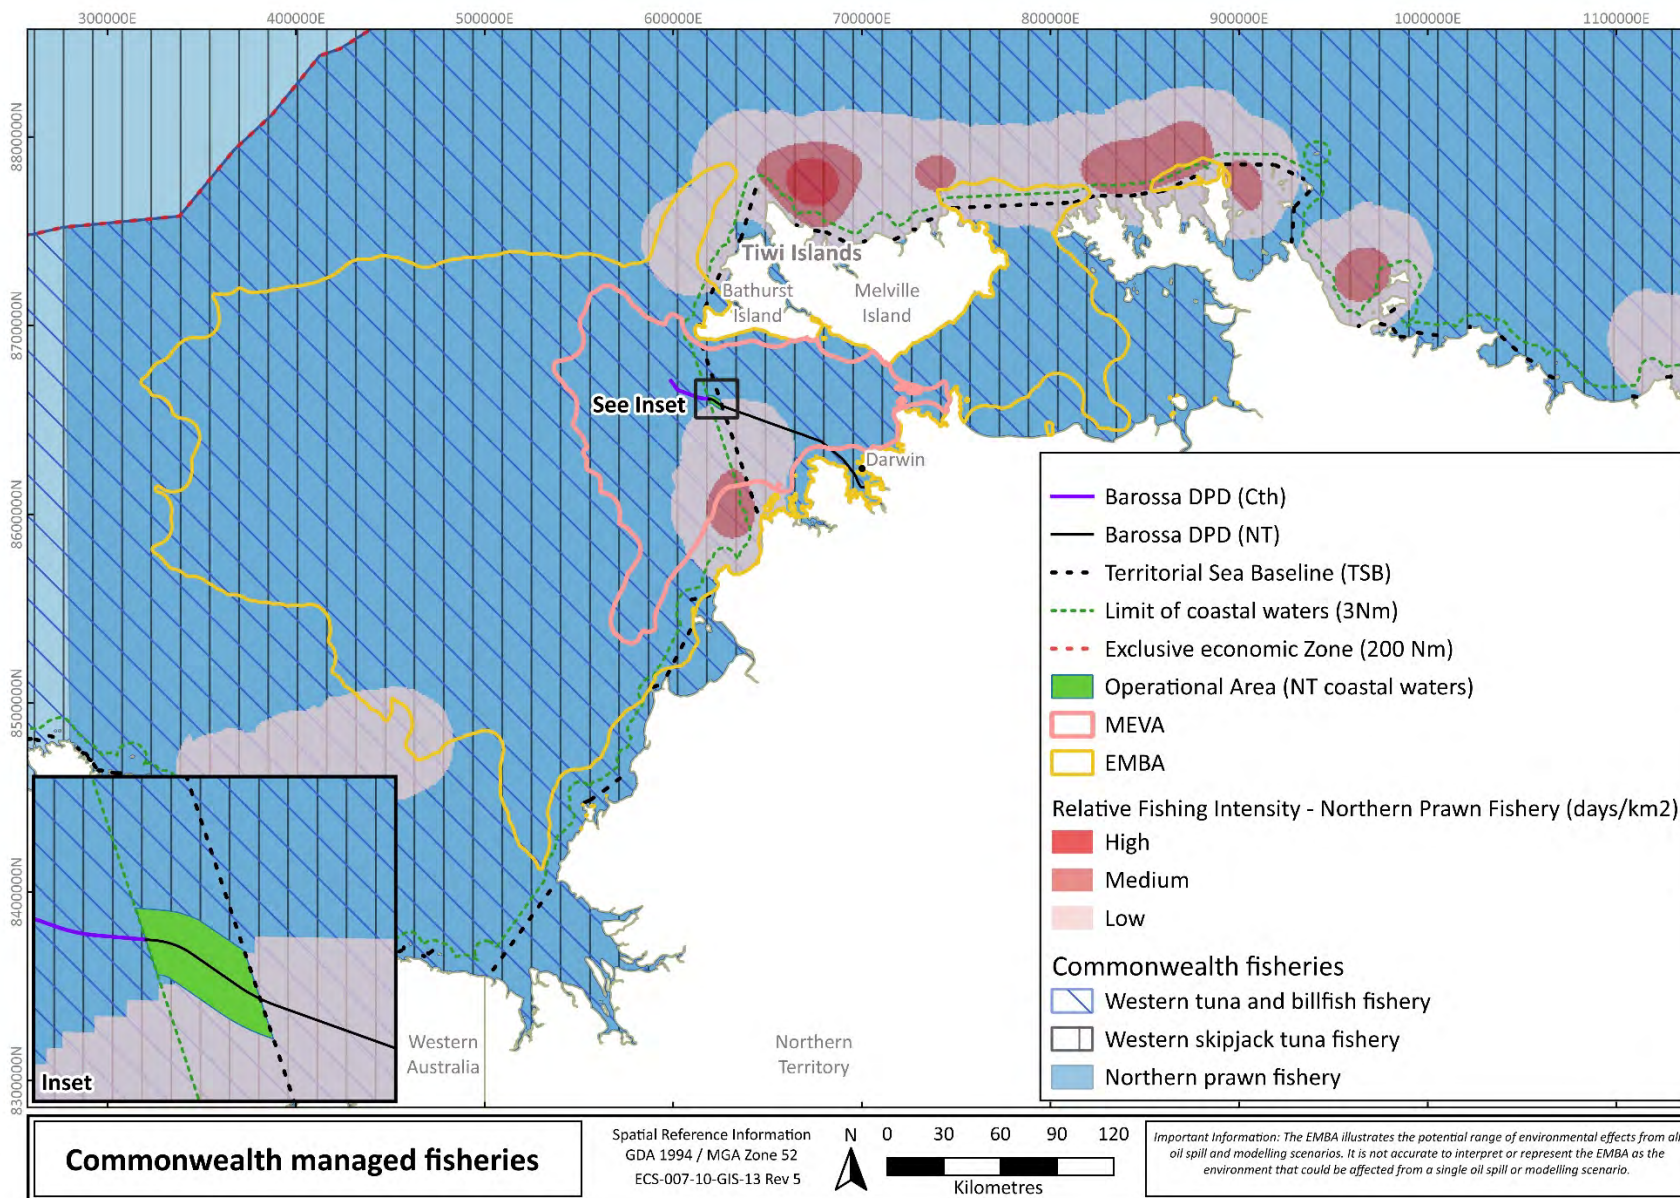 300000E 400000E 500000E 600000E 700000E 800000E 900000E 1000000E 1100000E
8800000N
8700000N
8600000N
8500000N
8400000N
8300000N
Tiwi Islands
Bathurst
Island
Melville
Island
See Inset
Darwin
Western
Australia
Northern
Territory
Inset
Barossa DPD (Cth)
Barossa DPD (NT)
Territorial Sea Baseline (TSB)
Limit of coastal waters (3Nm)
Exclusive economic Zone (200 Nm)
Operational Area (NT coastal waters)
MEVA
EMBA
Relative Fishing Intensity - Northern Prawn Fishery (days/km2)
High
Medium
Low
Commonwealth fisheries
Western tuna and billfish fishery
Western skipjack tuna fishery
Northern prawn fishery
Commonwealth managed fisheries
Spatial Reference Information
GDA 1994 / MGA Zone 52
ECS-007-10-GIS-13 Rev 5
N
0 30 60 90 120
Kilometres
Important Information: The EMBA illustrates the potential range of environmental effects from all
oil spill and modelling scenarios. It is not accurate to interpret or represent the EMBA as the
environment that could be affected from a single oil spill or modelling scenario.